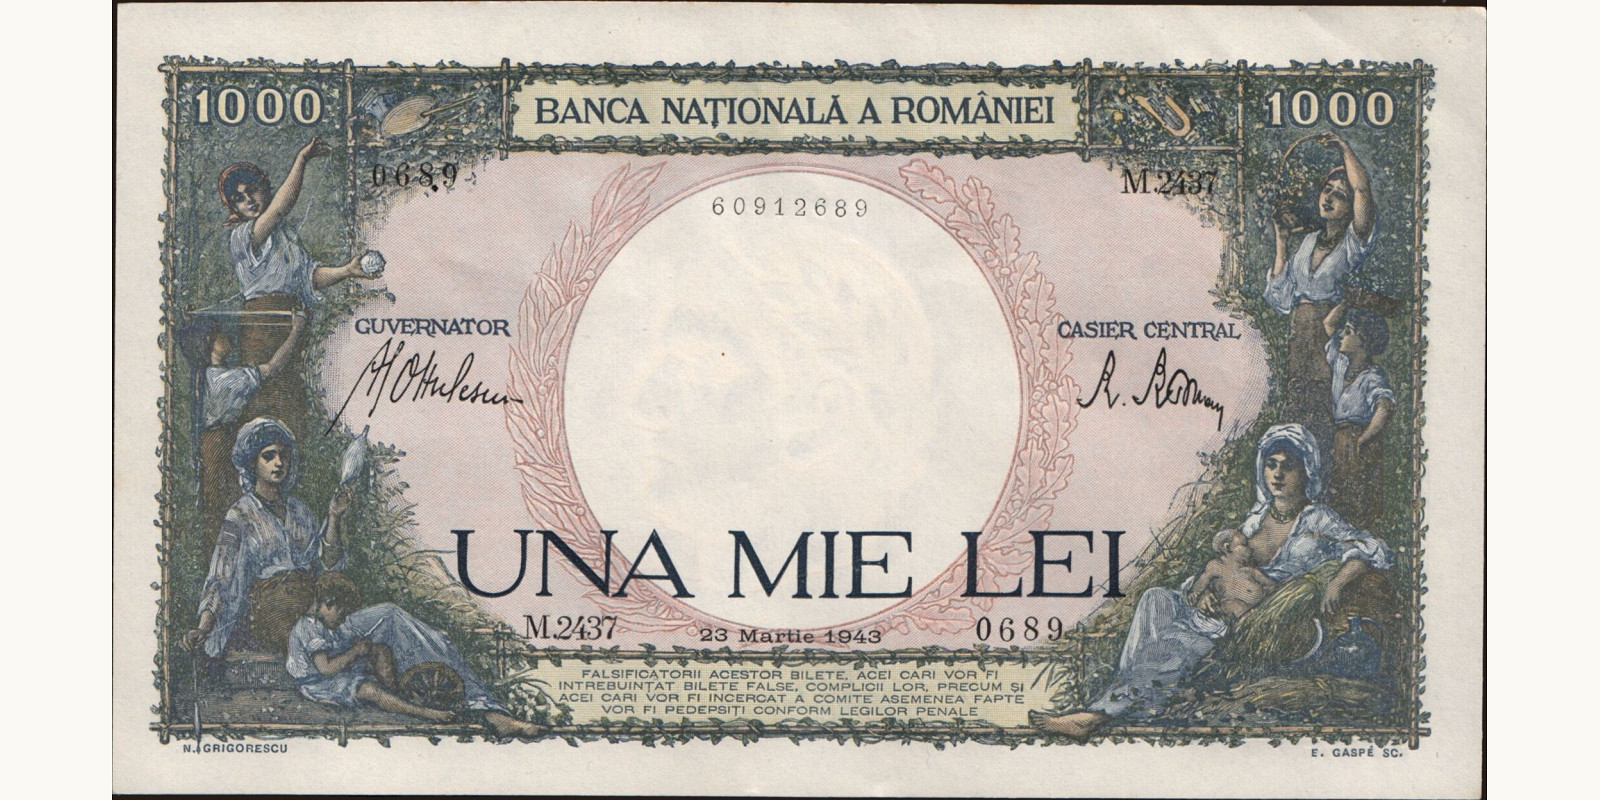 1000 BANCA NAȚIONALĂ A ROMÂNIEI 1000
0689 M.2437
60912689
GUVERNATOR CASIER CENTRAL
UNA MIE LEI
M.2437 23 Martie 1943 0689
FALSIFICATORII ACESTOR BILETE, ACEI CARI VOR FI
INTREBUINȚAT BILETE FALSE, COMPLICII LOR, PRECUM ȘI
ACEI CARI VOR FI INCERCAT A COMITE ASEMENEA FAPTE
VOR FI PEDEPSIȚI CONFORM LEGILOR PENALE
N. GRIGORESCU E. GASPÉ SC.